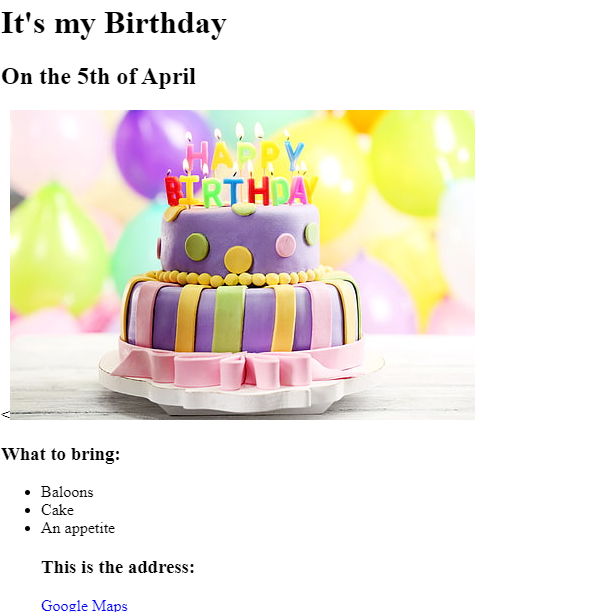 It's my Birthday
On the 5th of April
HAPPY
BIRTHDAY
<
What to bring:
Baloons
Cake
An appetite
This is the address:
Google Maps